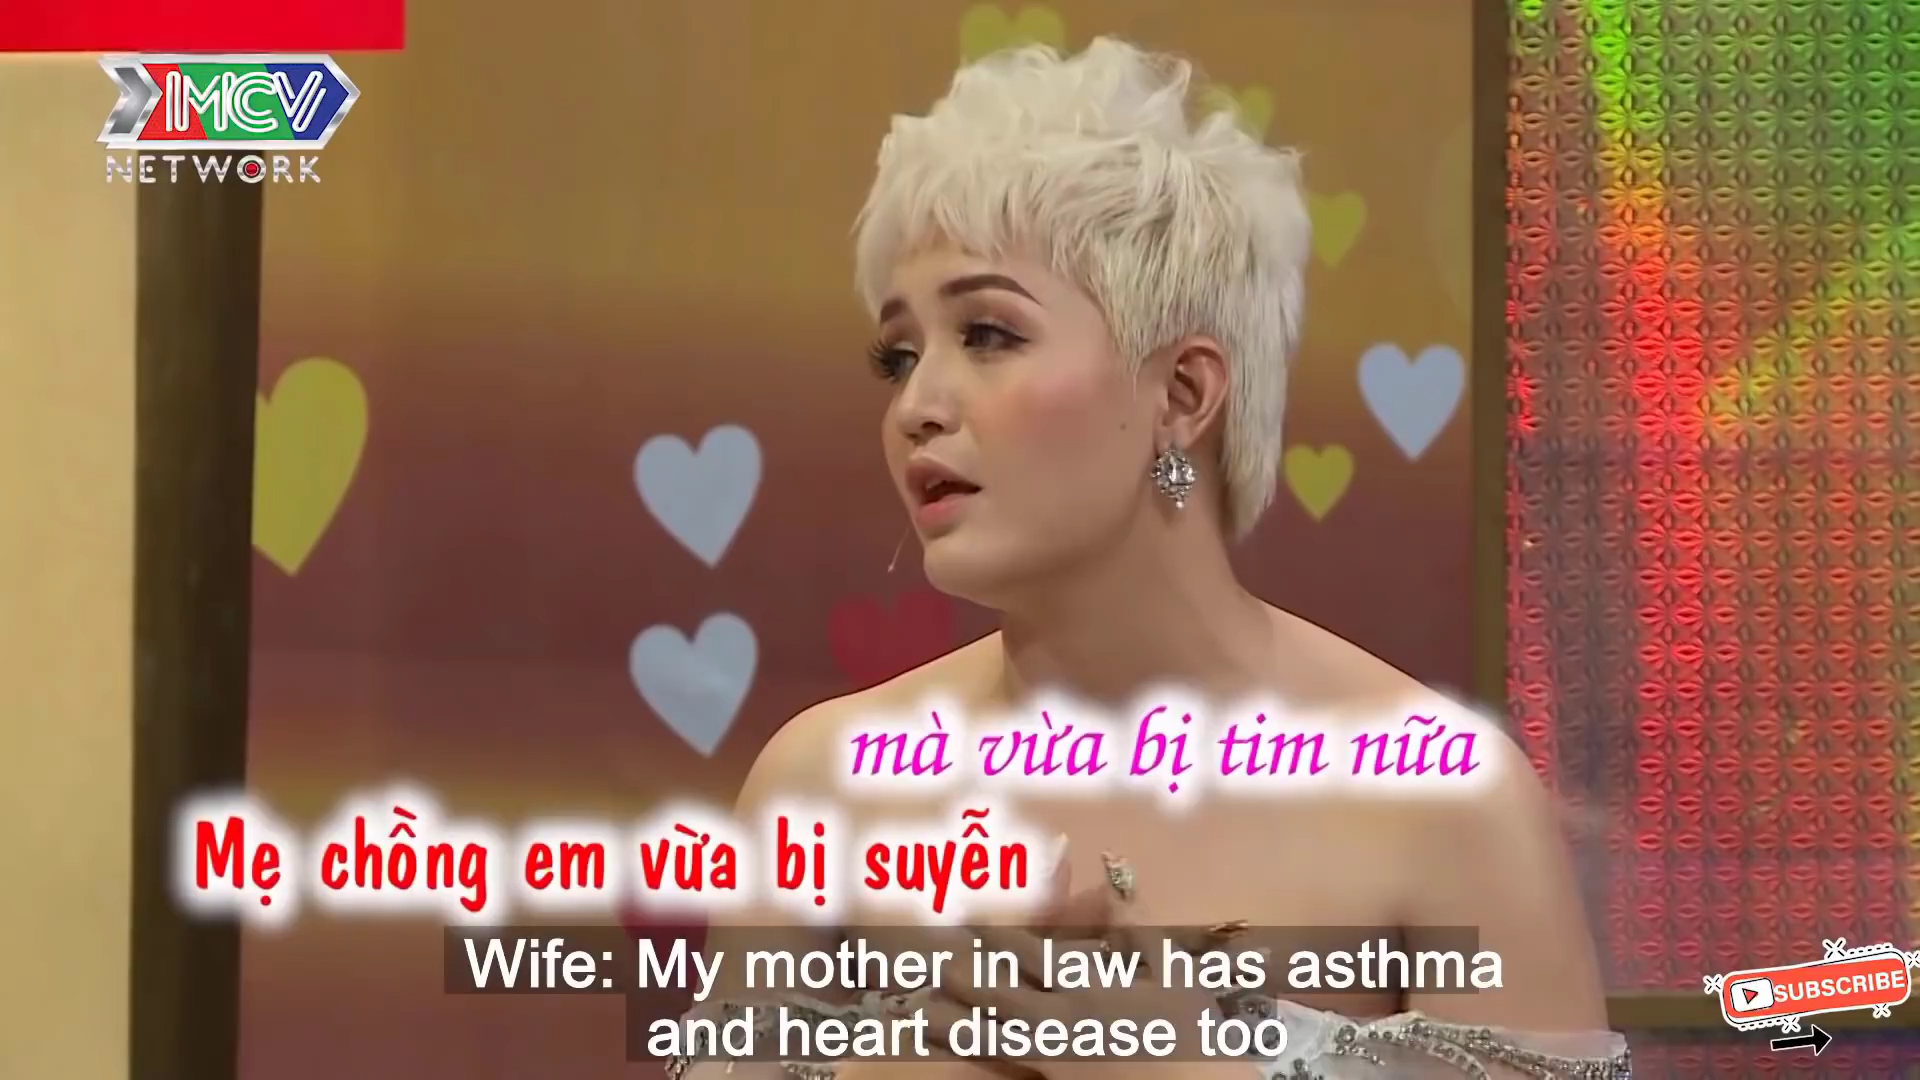 MCV
NETWORK
mà vừa bị tim nữa
Mẹ chồng em vừa bị suyễn
Wife: My mother in law has asthma
and heart disease too
SUBSCRIBE